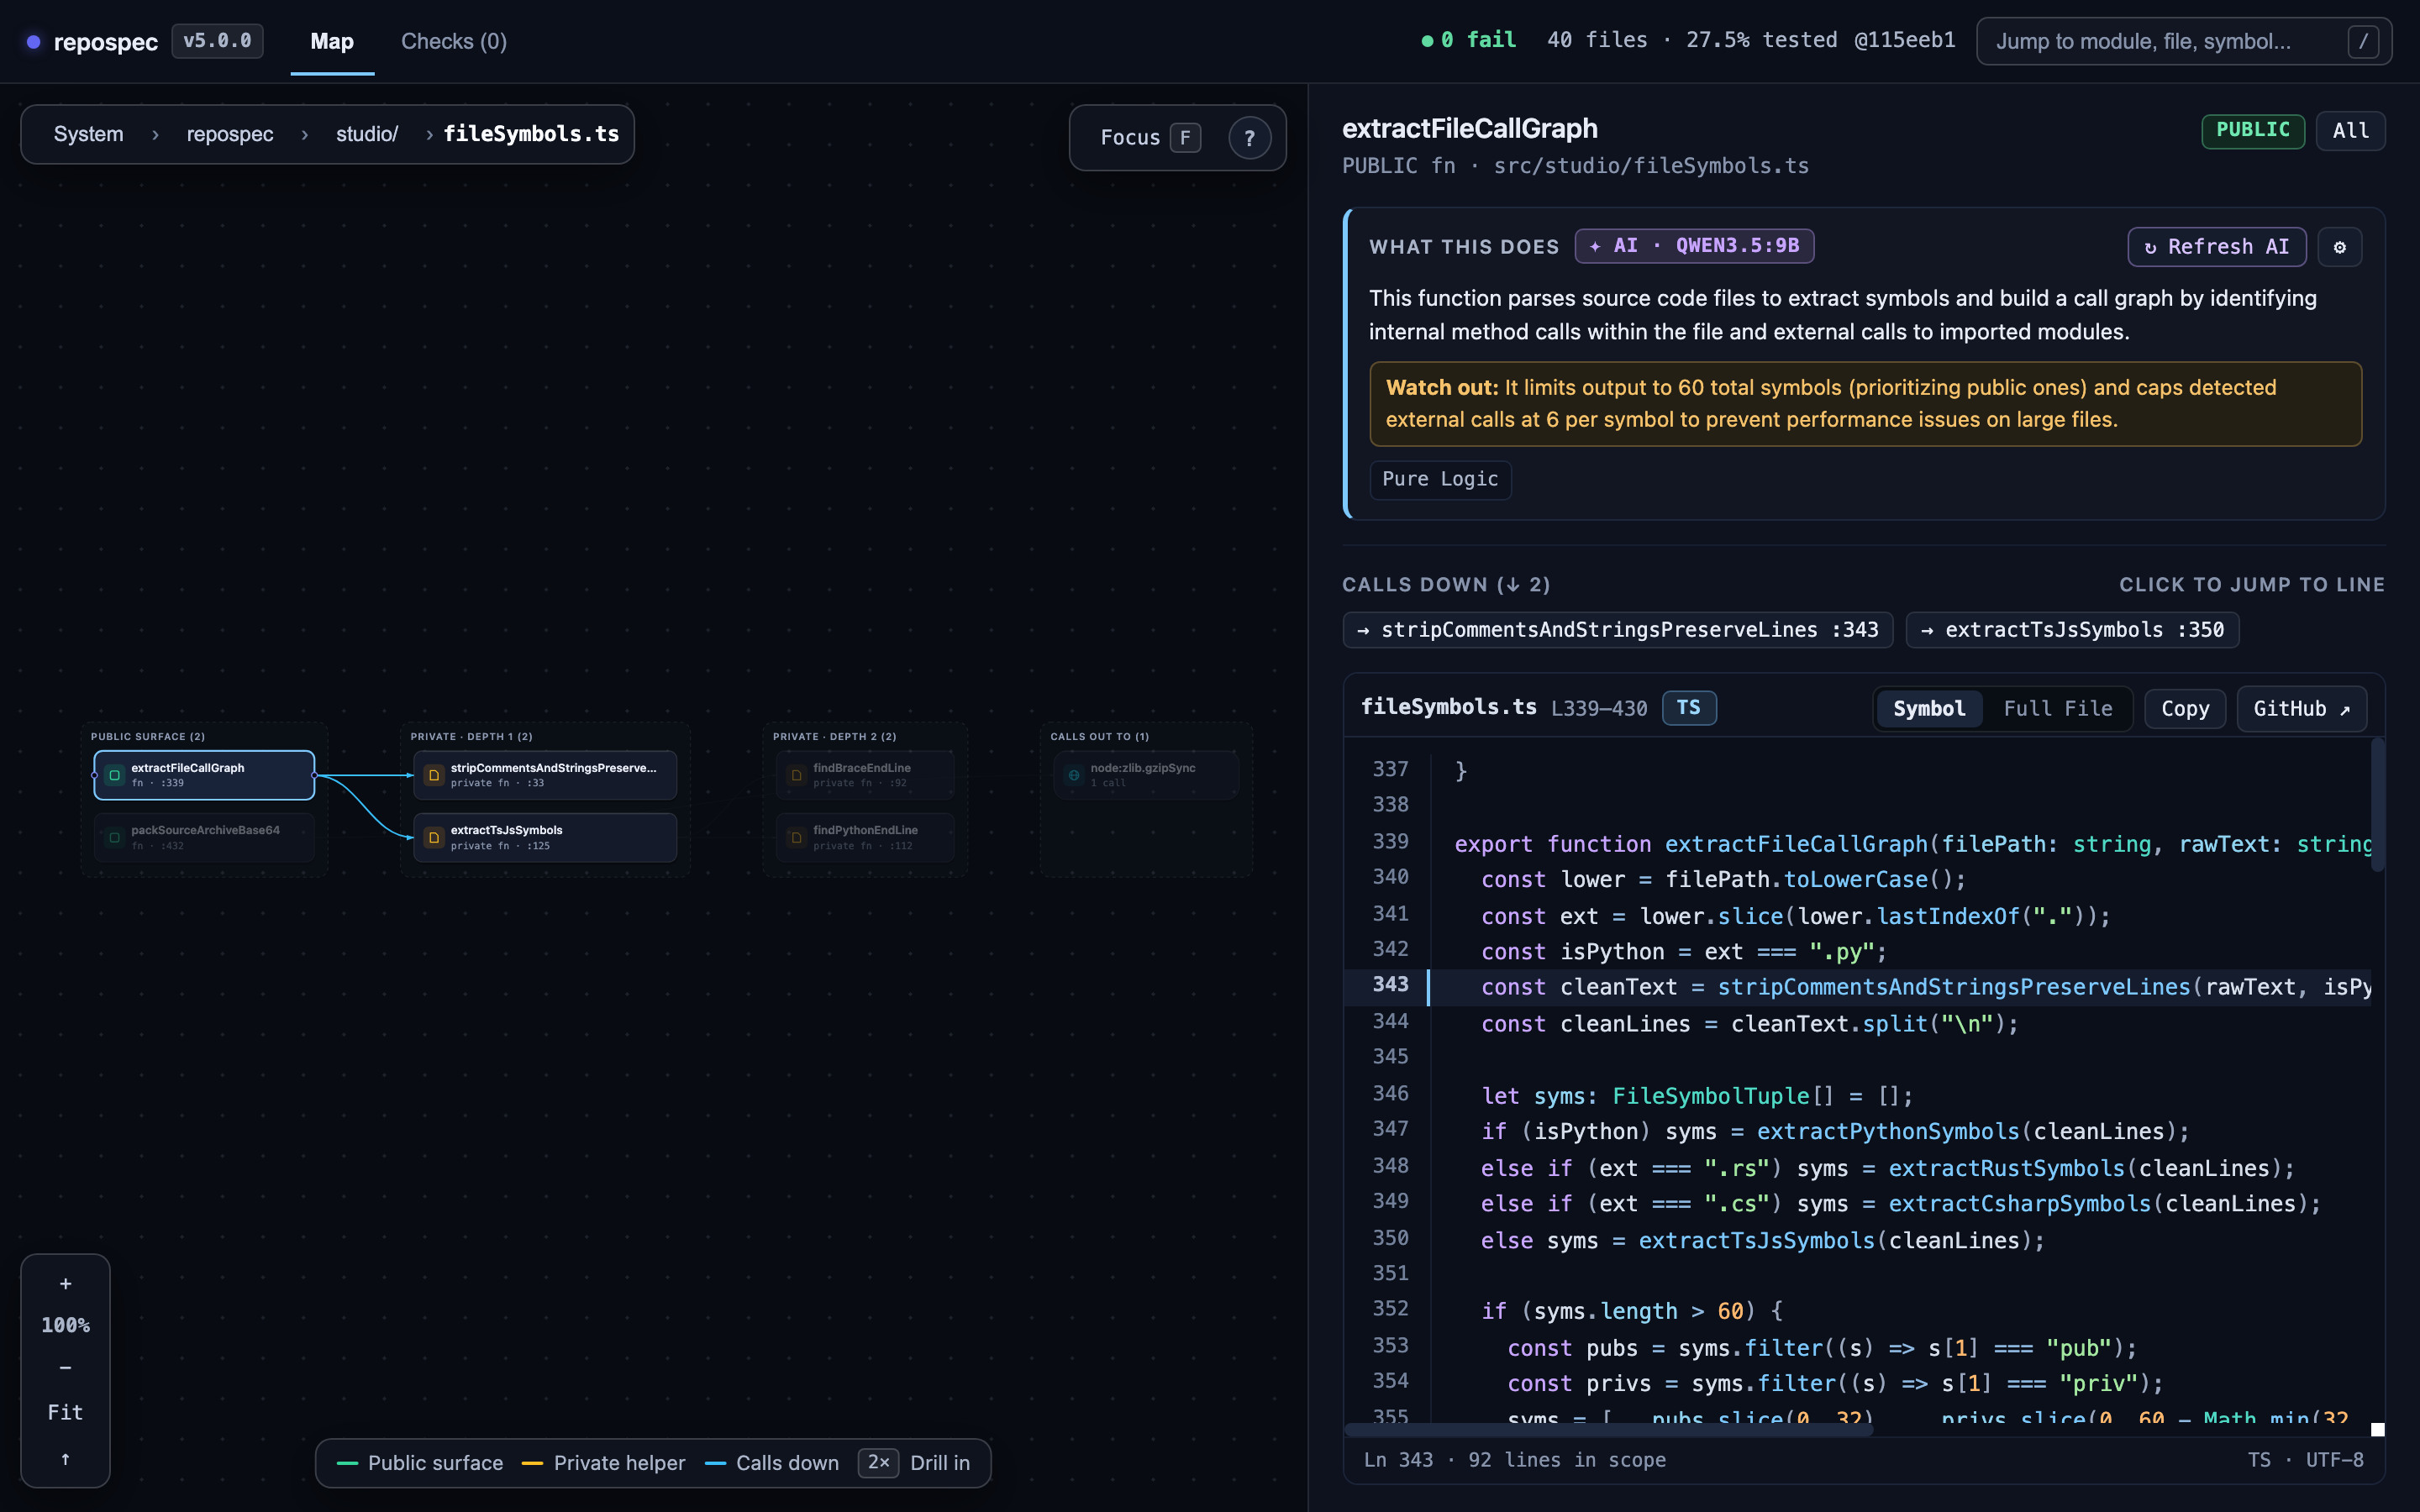 repospec v5.0.0 Map Checks (0) 0 fail 40 files · 27.5% tested @115eeb1 Jump to module, file, symbol... /
System › repospec › studio/ › fileSymbols.ts
Focus F ?
PUBLIC SURFACE (2)
extractFileCallGraph
fn · :339
packSourceArchiveBase64
fn · :432
PRIVATE · DEPTH 1 (2)
stripCommentsAndStringsPreserve...
private fn · :33
extractTsJsSymbols
private fn · :125
PRIVATE · DEPTH 2 (2)
findBraceEndLine
private fn · :92
findPythonEndLine
private fn · :112
CALLS OUT TO (1)
node:zlib.gzipSync
1 call
+
100%
−
Fit
↑
Public surface Private helper Calls down 2× Drill in
extractFileCallGraph PUBLIC All
PUBLIC fn · src/studio/fileSymbols.ts
WHAT THIS DOES ✦ AI · QWEN3.5:9B ↻ Refresh AI ⚙
This function parses source code files to extract symbols and build a call graph by identifying
internal method calls within the file and external calls to imported modules.
Watch out: It limits output to 60 total symbols (prioritizing public ones) and caps detected
external calls at 6 per symbol to prevent performance issues on large files.
Pure Logic
CALLS DOWN (↓ 2) CLICK TO JUMP TO LINE
→ stripCommentsAndStringsPreserveLines :343 → extractTsJsSymbols :350
fileSymbols.ts L339–430 TS Symbol Full File Copy GitHub ↗
337 }
338
339 export function extractFileCallGraph(filePath: string, rawText: string
340 const lower = filePath.toLowerCase();
341 const ext = lower.slice(lower.lastIndexOf("."));
342 const isPython = ext === ".py";
343 const cleanText = stripCommentsAndStringsPreserveLines(rawText, isPy
344 const cleanLines = cleanText.split("\n");
345
346 let syms: FileSymbolTuple[] = [];
347 if (isPython) syms = extractPythonSymbols(cleanLines);
348 else if (ext === ".rs") syms = extractRustSymbols(cleanLines);
349 else if (ext === ".cs") syms = extractCsharpSymbols(cleanLines);
350 else syms = extractTsJsSymbols(cleanLines);
351
352 if (syms.length > 60) {
353 const pubs = syms.filter((s) => s[1] === "pub");
354 const privs = syms.filter((s) => s[1] === "priv");
355 syms = [...pubs.slice(0, 32), ...privs.slice(0, 60 - Math.min(32,
Ln 343 · 92 lines in scope TS · UTF-8